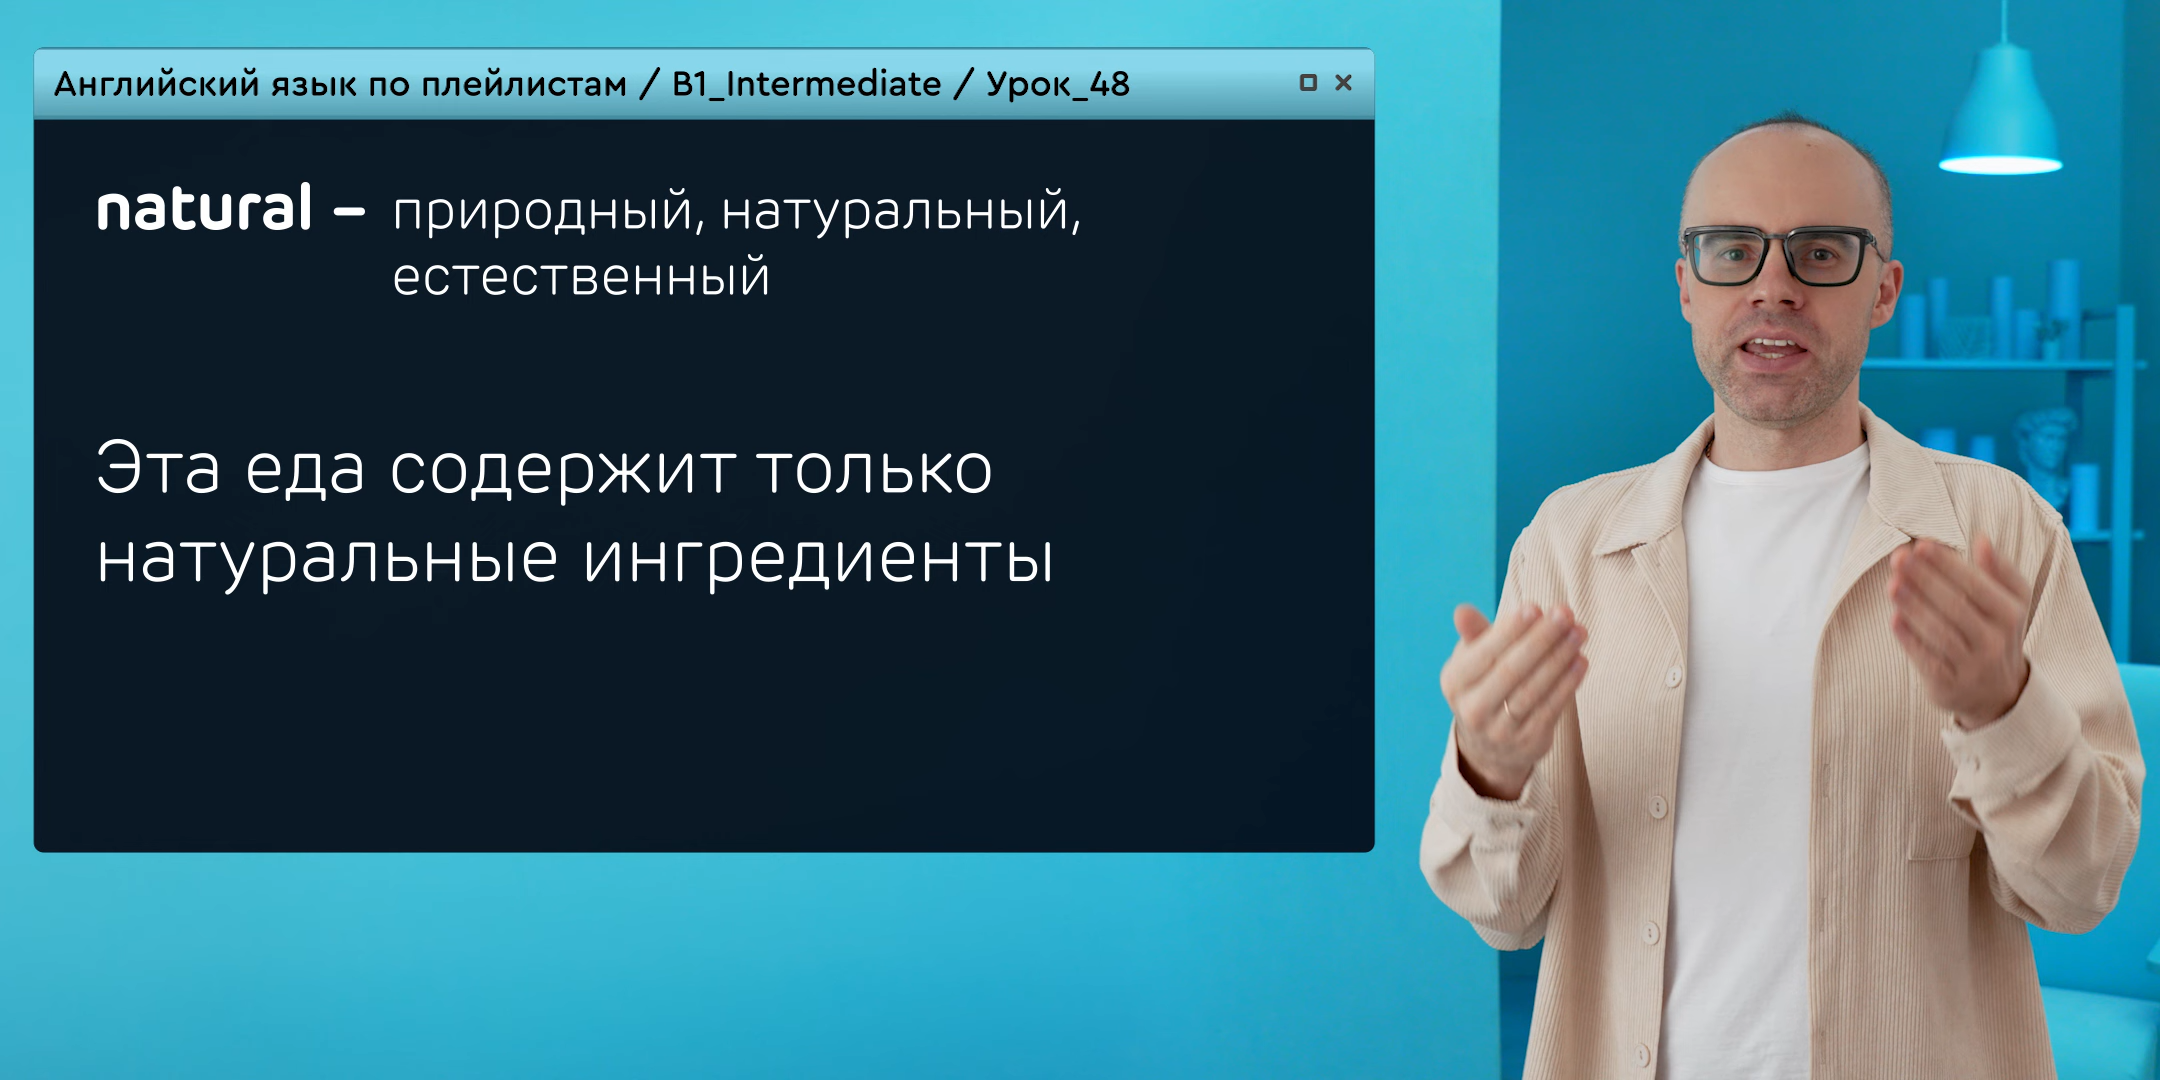 Английский язык по плейлистам / B1_Intermediate / Урок_48
natural – природный, натуральный,
естественный
Эта еда содержит только
натуральные ингредиенты